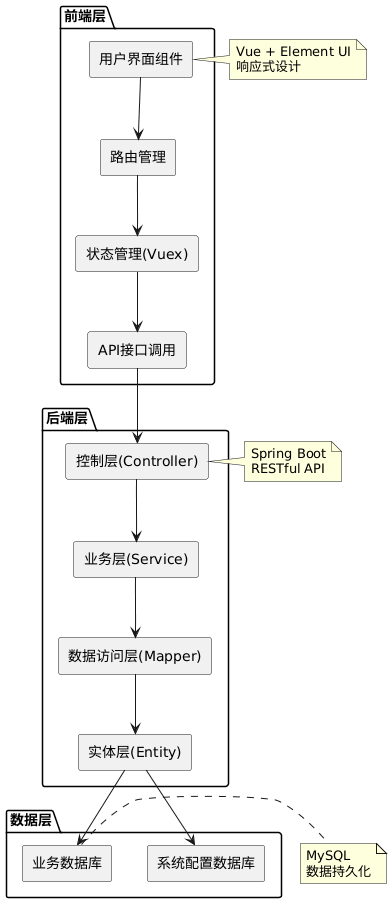 前端层
用户界面组件
Vue + Element UI
响应式设计
路由管理
状态管理(Vuex)
API接口调用
后端层
控制层(Controller)
Spring Boot
RESTful API
业务层(Service)
数据访问层(Mapper)
实体层(Entity)
数据层
业务数据库
系统配置数据库
MySQL
数据持久化